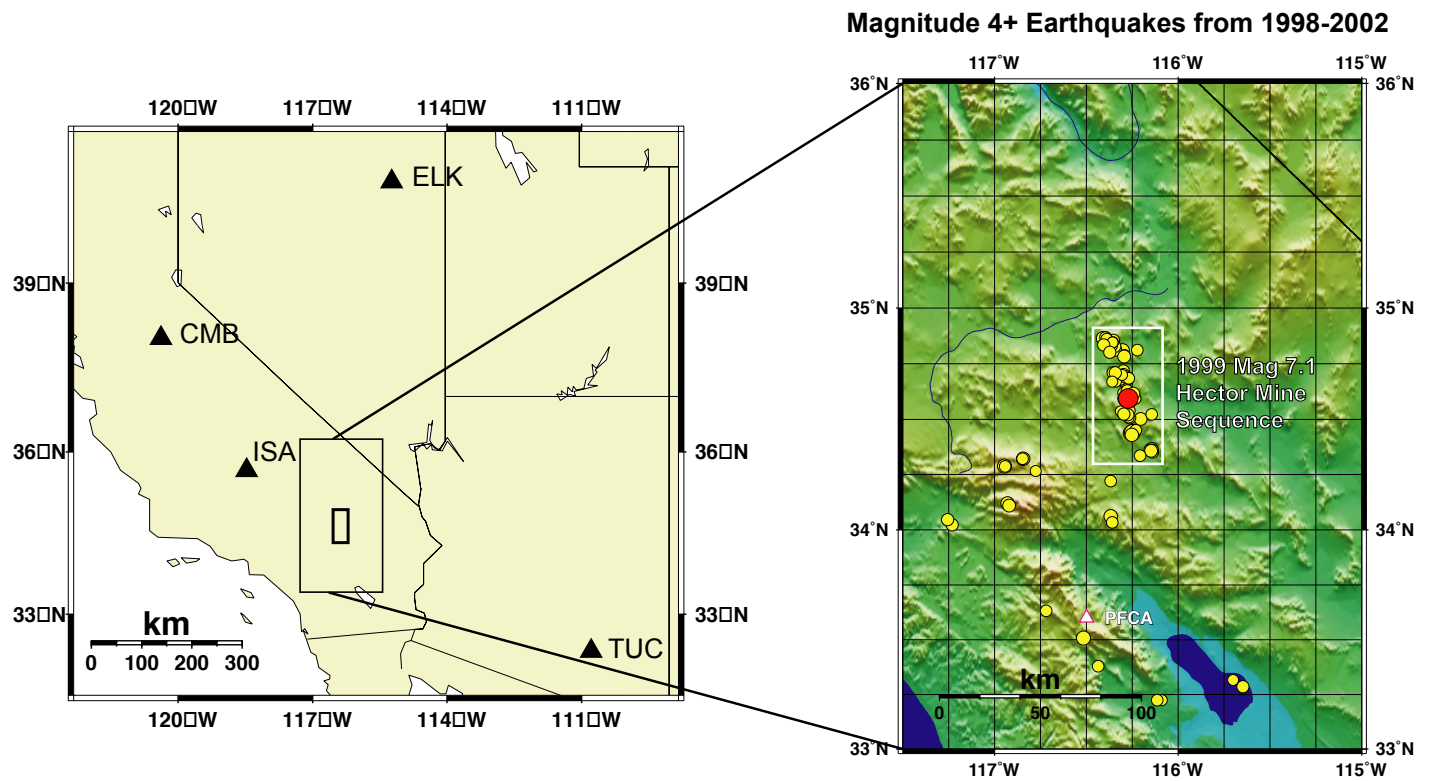 Magnitude 4+ Earthquakes from 1998-2002
120□W 117□W 114□W 111□W
39□N 39□N
36□N 36□N
33□N 33□N
ELK
CMB
ISA
TUC
km
0 100 200 300
120□W 117□W 114□W 111□W
117˚W 116˚W 115˚W
36˚N 36˚N
35˚N 35˚N
34˚N 34˚N
33˚N 33˚N
1999 Mag 7.1
Hector Mine
Sequence
PFCA
km
0 50 100
117˚W 116˚W 115˚W